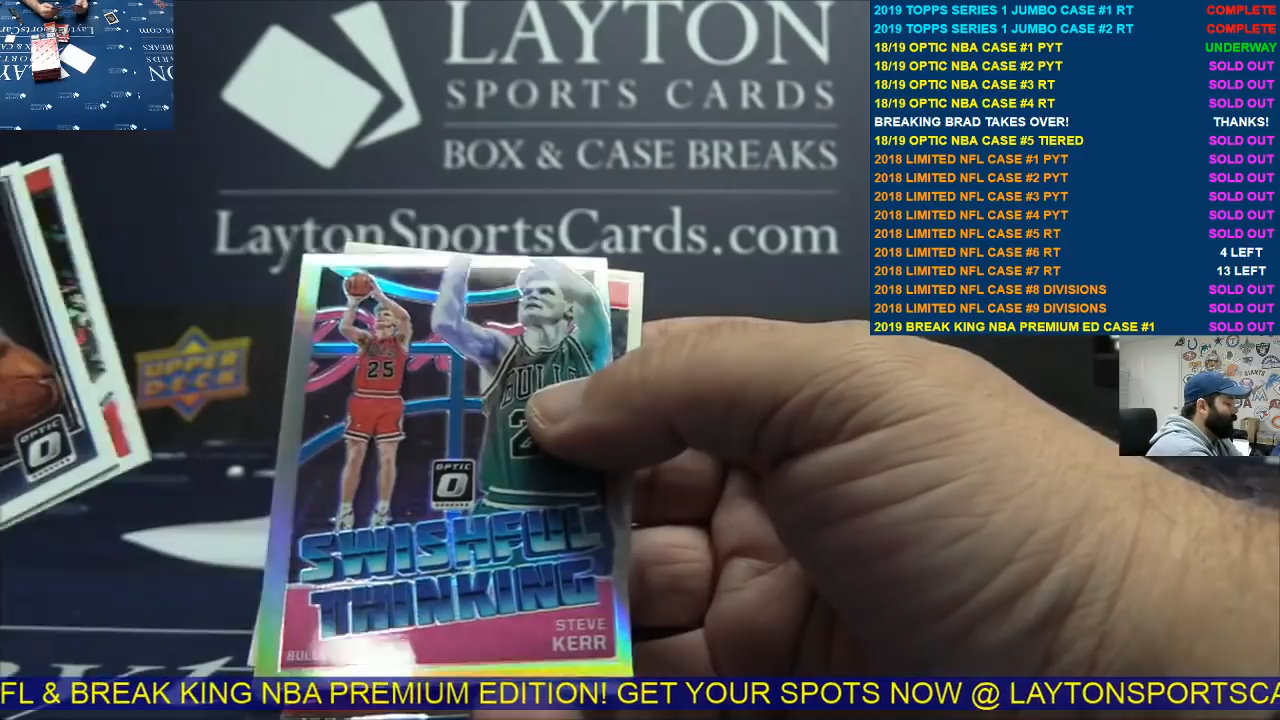 LAYTON
SPORTS CARDS
BOX & CASE BREAKS
LaytonSportsCards.com
2019 TOPPS SERIES 1 JUMBO CASE #1 RT COMPLETE
2019 TOPPS SERIES 1 JUMBO CASE #2 RT COMPLETE
18/19 OPTIC NBA CASE #1 PYT UNDERWAY
18/19 OPTIC NBA CASE #2 PYT SOLD OUT
18/19 OPTIC NBA CASE #3 RT SOLD OUT
18/19 OPTIC NBA CASE #4 RT SOLD OUT
BREAKING BRAD TAKES OVER! THANKS!
18/19 OPTIC NBA CASE #5 TIERED SOLD OUT
2018 LIMITED NFL CASE #1 PYT SOLD OUT
2018 LIMITED NFL CASE #2 PYT SOLD OUT
2018 LIMITED NFL CASE #3 PYT SOLD OUT
2018 LIMITED NFL CASE #4 PYT SOLD OUT
2018 LIMITED NFL CASE #5 RT SOLD OUT
2018 LIMITED NFL CASE #6 RT 4 LEFT
2018 LIMITED NFL CASE #7 RT 13 LEFT
2018 LIMITED NFL CASE #8 DIVISIONS SOLD OUT
2018 LIMITED NFL CASE #9 DIVISIONS SOLD OUT
2019 BREAK KING NBA PREMIUM ED CASE #1 SOLD OUT
UPPER
DECK
OPTIC
O
25
BULLS
2
OPTIC
O
SWISHFUL
THINKING
STEVE
KERR
GIANTS
FL & BREAK KING NBA PREMIUM EDITION! GET YOUR SPOTS NOW @ LAYTONSPORTSCA